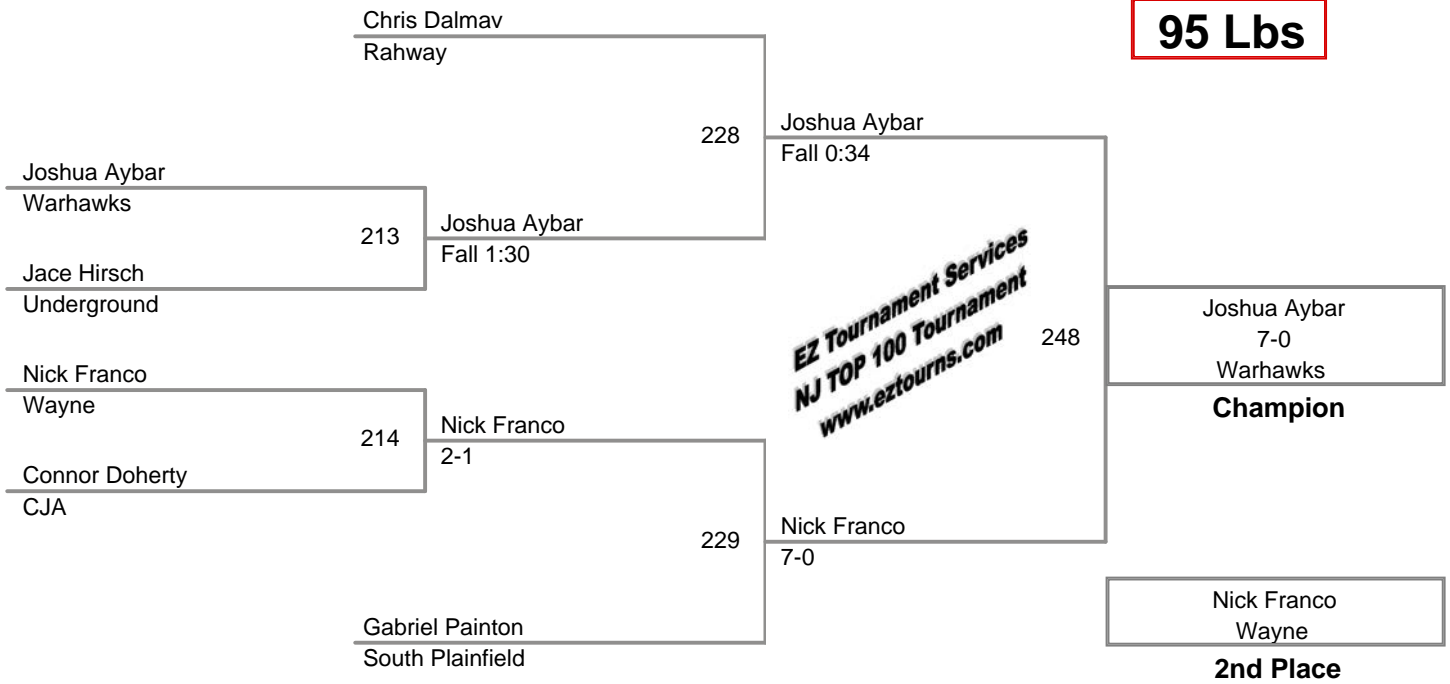 95 Lbs
Chris Dalmav
Rahway
228
Joshua Aybar
Fall 0:34
Joshua Aybar
Warhawks
213
Joshua Aybar
Fall 1:30
Jace Hirsch
Underground
EZ Tournament Services
NJ TOP 100 Tournament
www.eztourns.com
248
Joshua Aybar
7-0
Warhawks
Champion
Nick Franco
Wayne
214
Nick Franco
2-1
Connor Doherty
CJA
229
Nick Franco
7-0
Gabriel Painton
South Plainfield
Nick Franco
Wayne
2nd Place